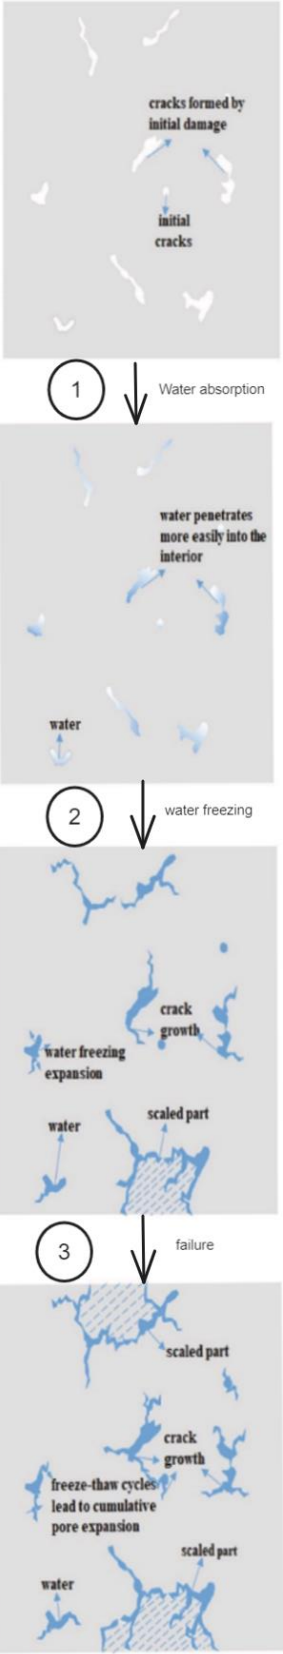 cracks formed by
initial damage
initial
cracks
1
Water absorption
water penetrates
more easily into the
interior
water
2
water freezing
crack
growth
water freezing
expansion
scaled part
water
3
failure
scaled part
crack
growth
freeze-thaw cycles
lead to cumulative
pore expansion
scaled part
water